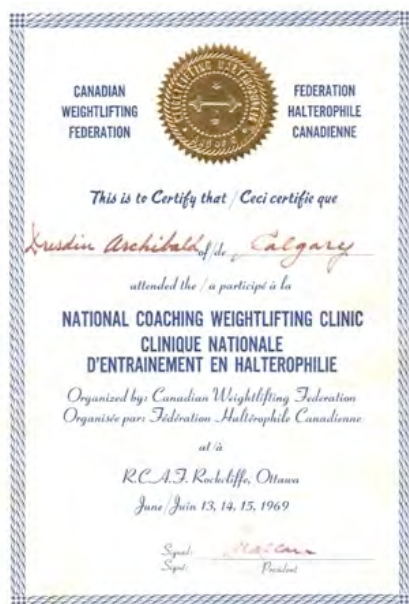 CANADIAN
WEIGHTLIFTING
FEDERATION
FEDERATION
HALTEROPHILE
CANADIENNE
This is to Certify that / Ceci certifie que
Dresdin Archibald of/de Calgary
attended the / a participé à la
NATIONAL COACHING WEIGHTLIFTING CLINIC
CLINIQUE NATIONALE
D'ENTRAINEMENT EN HALTEROPHILIE
Organized by: Canadian Weightlifting Federation
Organisée par: Fédération Haltérophile Canadienne
at/à
R.C.A.F. Rockcliffe, Ottawa
June/Juin 13, 14, 15, 1969
Signed:
Signé:
President